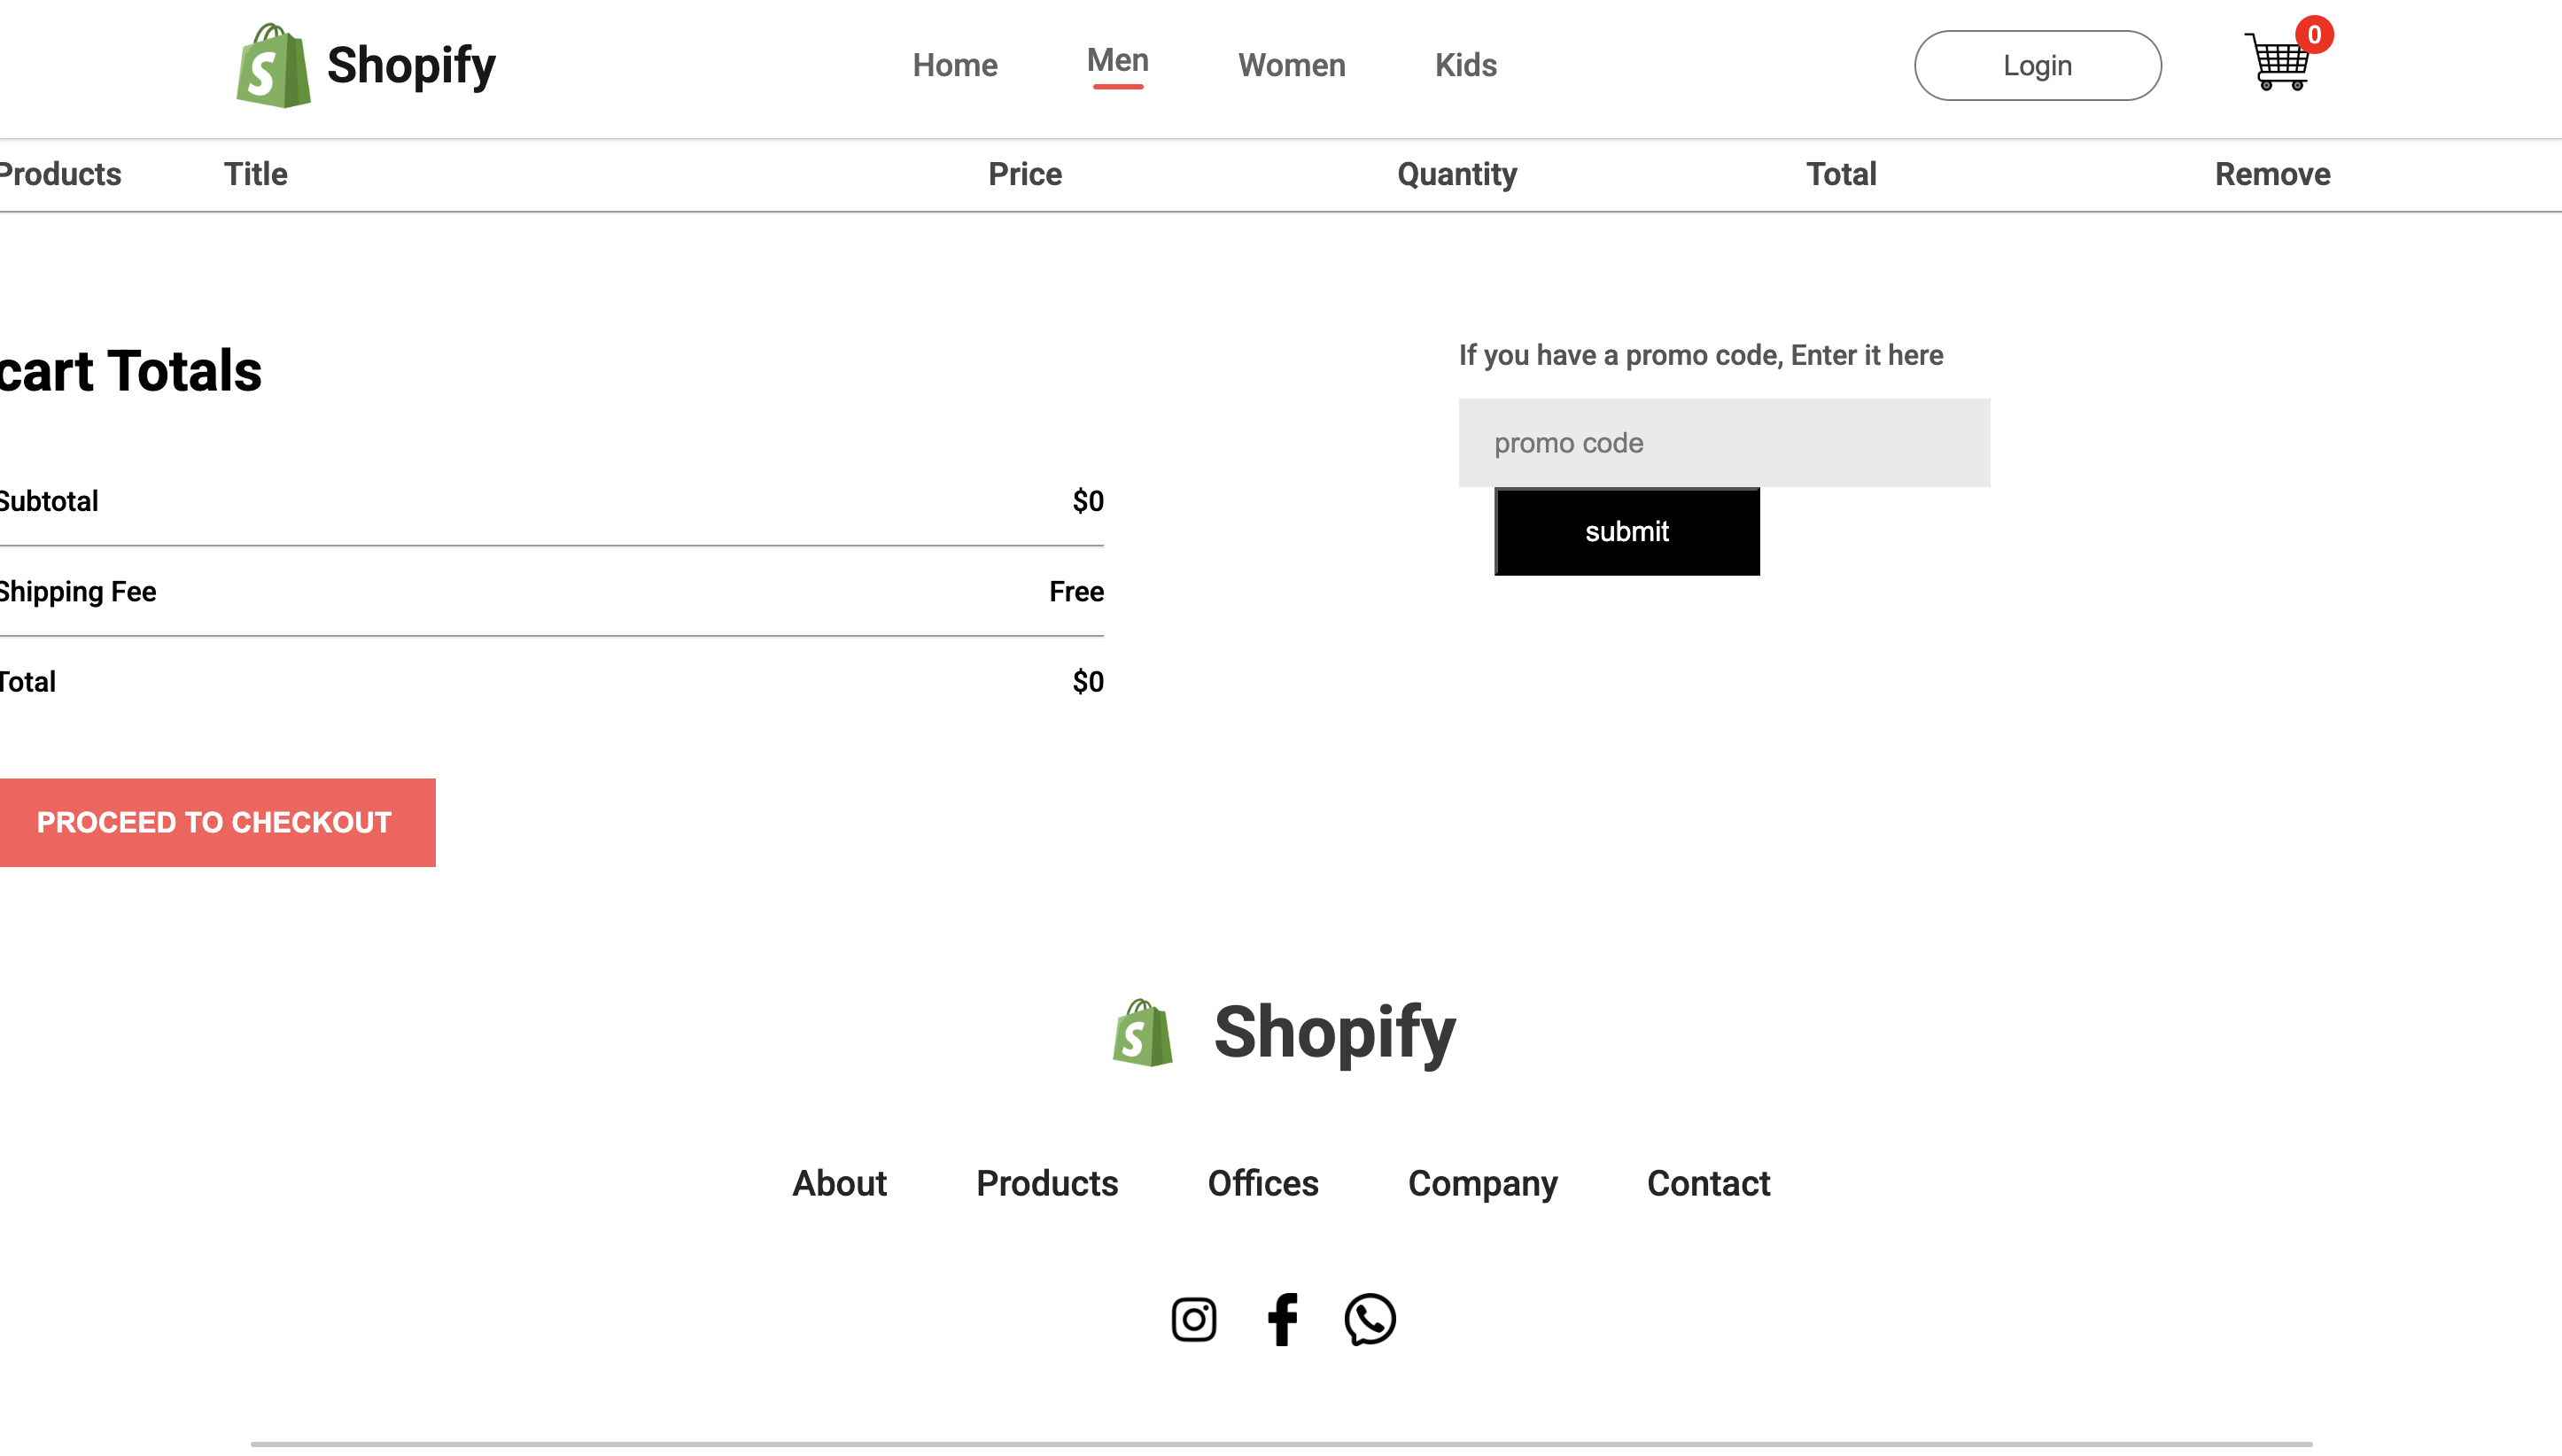 Shopify
Home Men Women Kids
Login
0
Products Title Price Quantity Total Remove
cart Totals
If you have a promo code, Enter it here
promo code
submit
Subtotal $0
Shipping Fee Free
Total $0
PROCEED TO CHECKOUT
Shopify
About Products Offices Company Contact